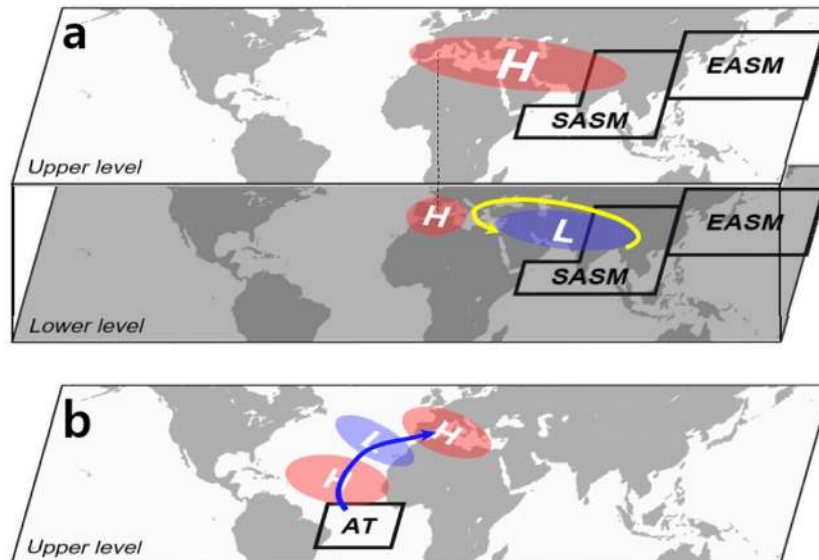 a
H
EASM
SASM
Upper level
H
L
EASM
SASM
Lower level
b
L
H
H
AT
Upper level